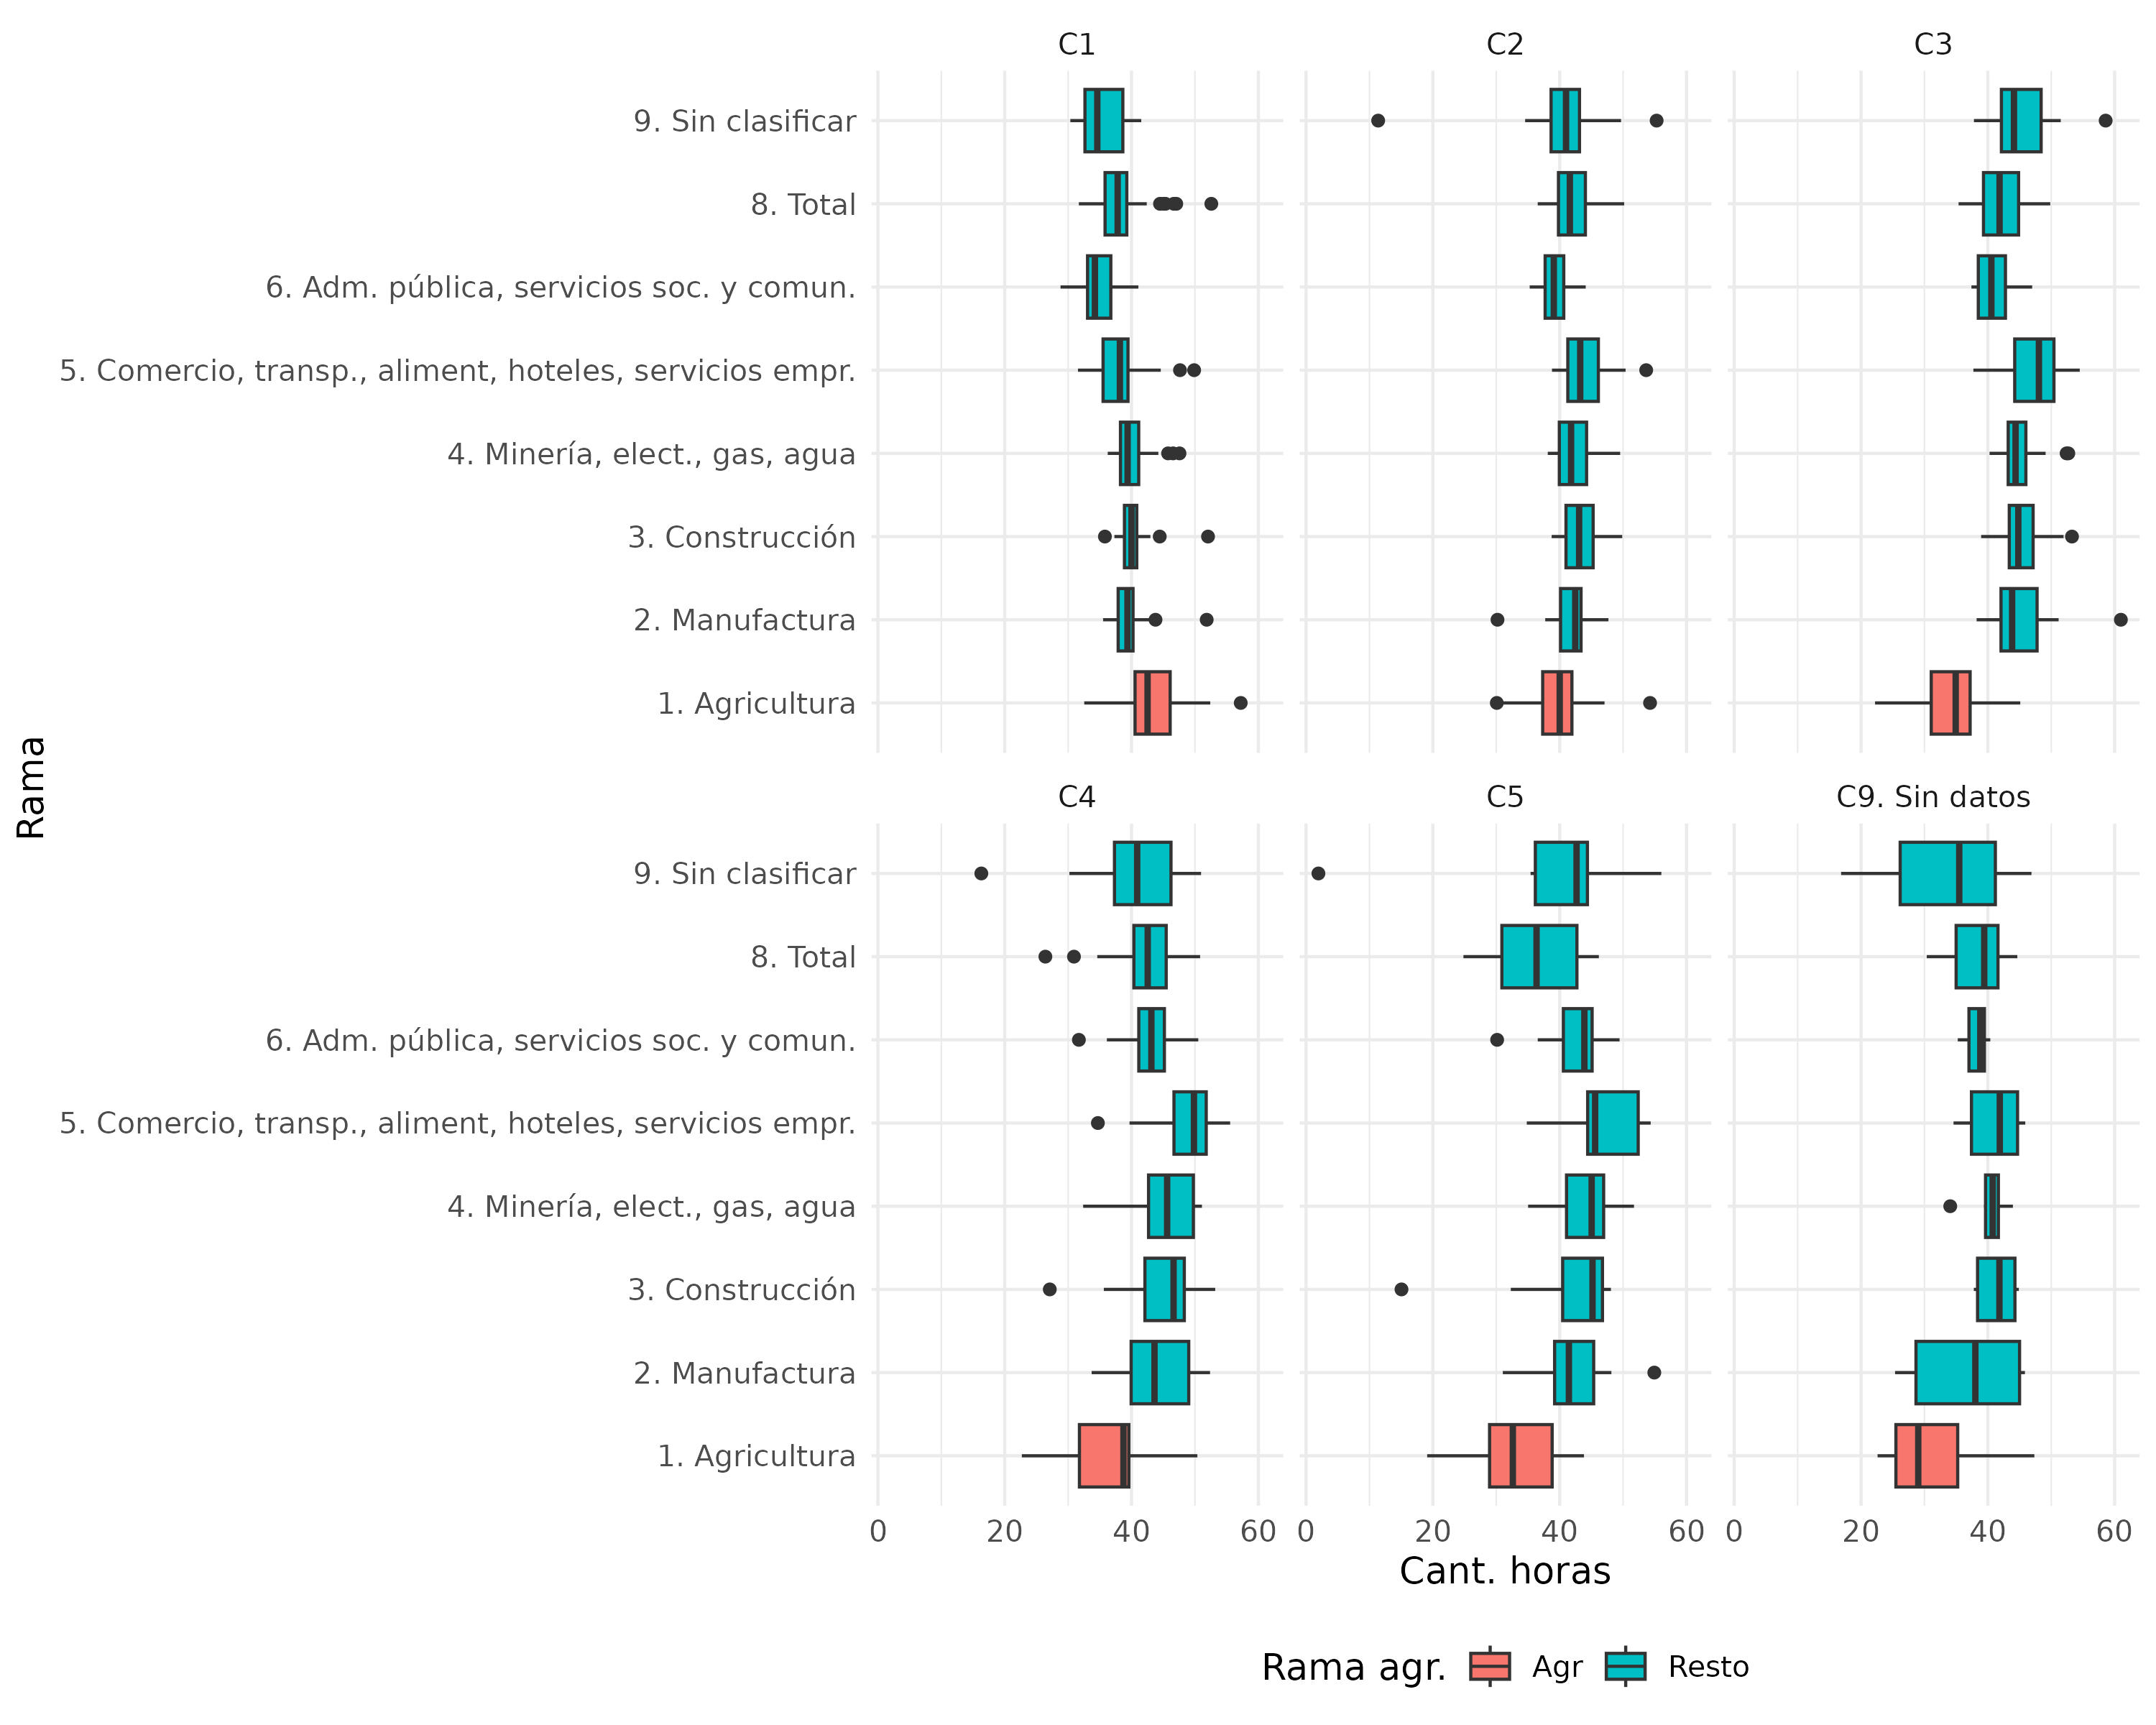 C1 C2 C3
9. Sin clasificar
8. Total
6. Adm. pública, servicios soc. y comun.
5. Comercio, transp., aliment, hoteles, servicios empr.
4. Minería, elect., gas, agua
3. Construcción
2. Manufactura
1. Agricultura
Rama
C4 C5 C9. Sin datos
9. Sin clasificar
8. Total
6. Adm. pública, servicios soc. y comun.
5. Comercio, transp., aliment, hoteles, servicios empr.
4. Minería, elect., gas, agua
3. Construcción
2. Manufactura
1. Agricultura
0 20 40 60 0 20 40 60 0 20 40 60
Cant. horas
Rama agr. Agr Resto